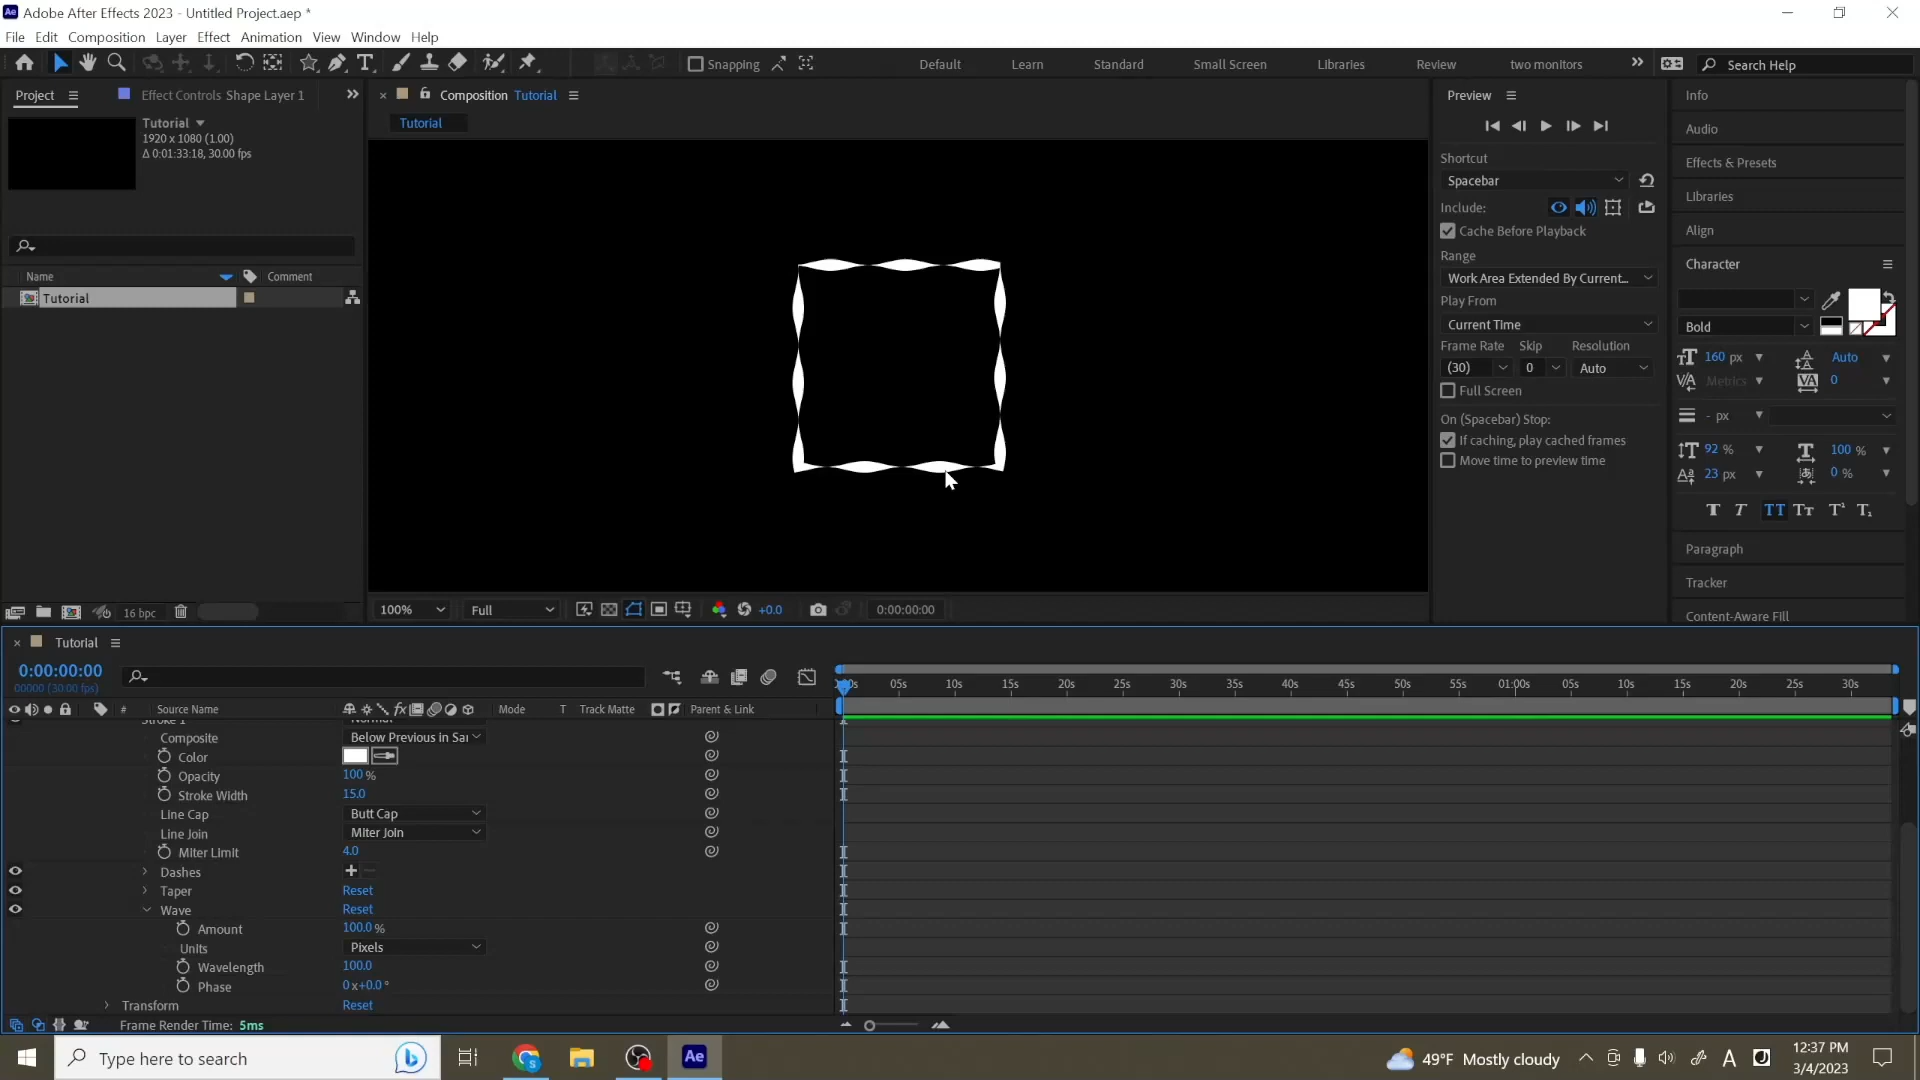 Adobe After Effects 2023 - Untitled Project.aep *
File Edit Composition Layer Effect Animation View Window Help
Snapping
Default Learn Standard Small Screen Libraries Review two monitors
Search Help
Project
Effect Controls Shape Layer 1
Tutorial
1920 x 1080 (1.00)
Δ 0:01:33:18, 30.00 fps
Name
Comment
Tutorial
16 bpc
Composition Tutorial
Tutorial
100%
Full
+0.0
0:00:00:00
Preview
Shortcut
Spacebar
Include:
Cache Before Playback
Range
Work Area Extended By Current...
Play From
Current Time
Frame Rate Skip Resolution
(30) 0 Auto
Full Screen
On (Spacebar) Stop:
If caching, play cached frames
Move time to preview time
Info
Audio
Effects & Presets
Libraries
Align
Character
Bold
160 px Auto
Metrics 0
- px
92 % 100 %
23 px 0 %
Paragraph
Tracker
Content-Aware Fill
Tutorial
0:00:00:00
00000 (30.00 fps)
05s 10s 15s 20s 25s 30s 35s 40s 45s 50s 55s 01:00s 05s 10s 15s 20s 25s 30s
# Source Name Mode T Track Matte Parent & Link
Stroke 1 Normal
Composite Below Previous in Sar
Color
Opacity 100 %
Stroke Width 15.0
Line Cap Butt Cap
Line Join Miter Join
Miter Limit 4.0
Dashes + −
Taper Reset
Wave Reset
Amount 100.0 %
Units Pixels
Wavelength 100.0
Phase 0 x+0.0 °
Transform Reset
Frame Render Time: 5ms
Type here to search
49°F Mostly cloudy
12:37 PM
3/4/2023